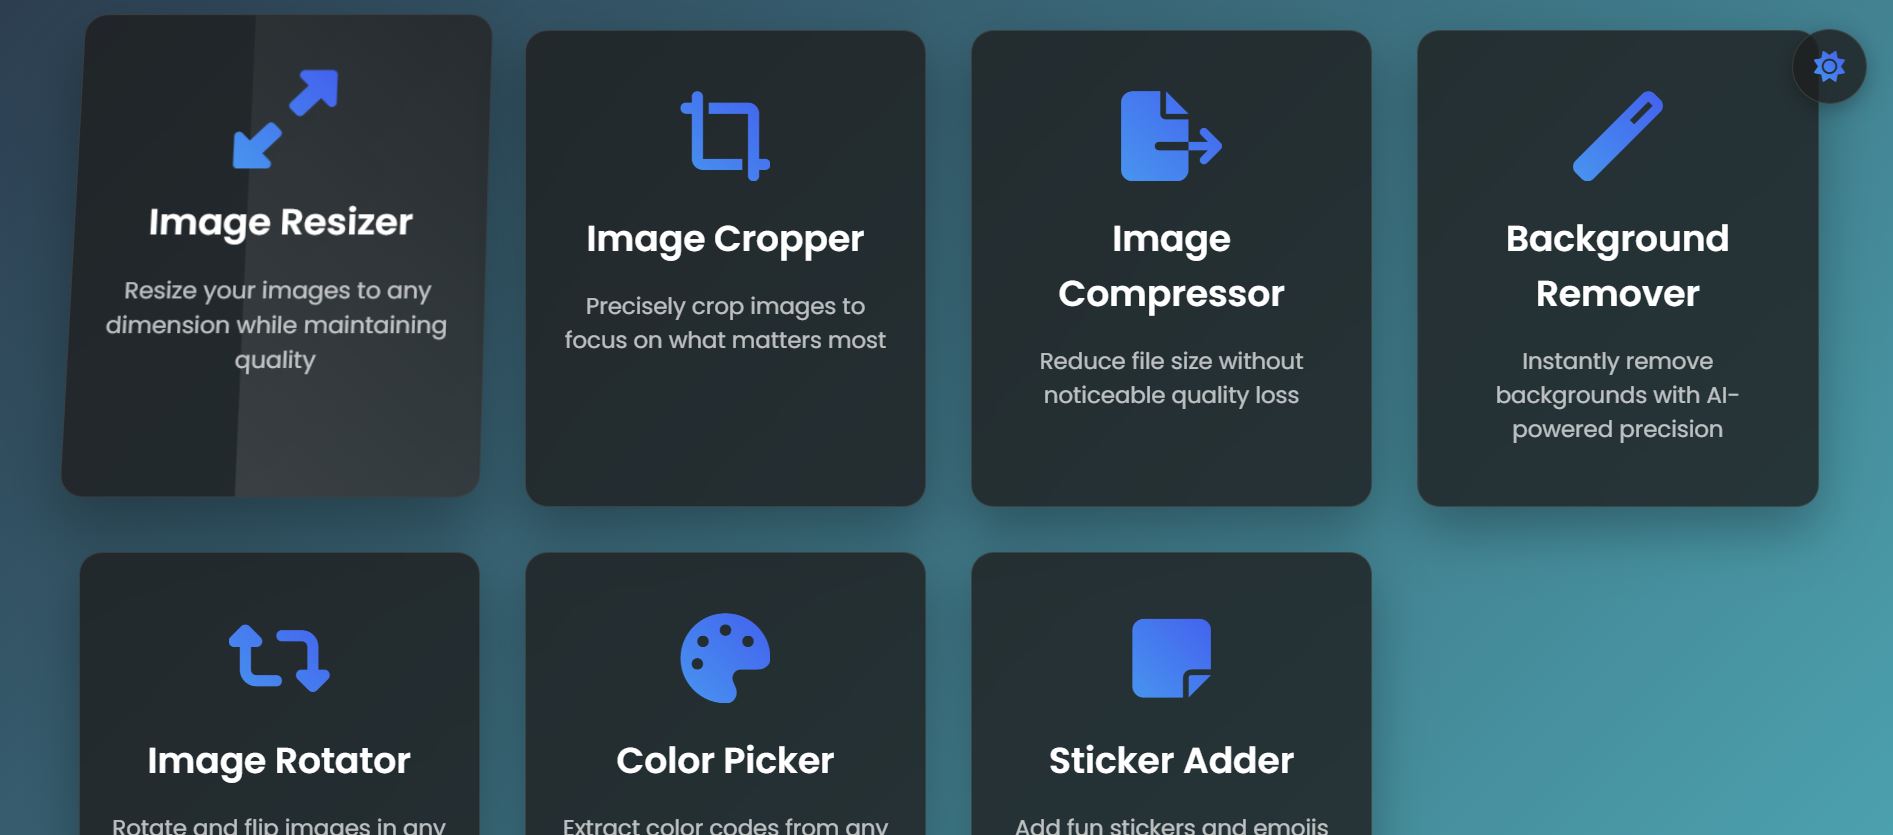 Image Resizer
Resize your images to any
dimension while maintaining
quality
Image Cropper
Precisely crop images to
focus on what matters most
Image
Compressor
Reduce file size without
noticeable quality loss
Background
Remover
Instantly remove
backgrounds with AI-
powered precision
Image Rotator
Rotate and flip images in any
Color Picker
Extract color codes from any
Sticker Adder
Add fun stickers and emojis